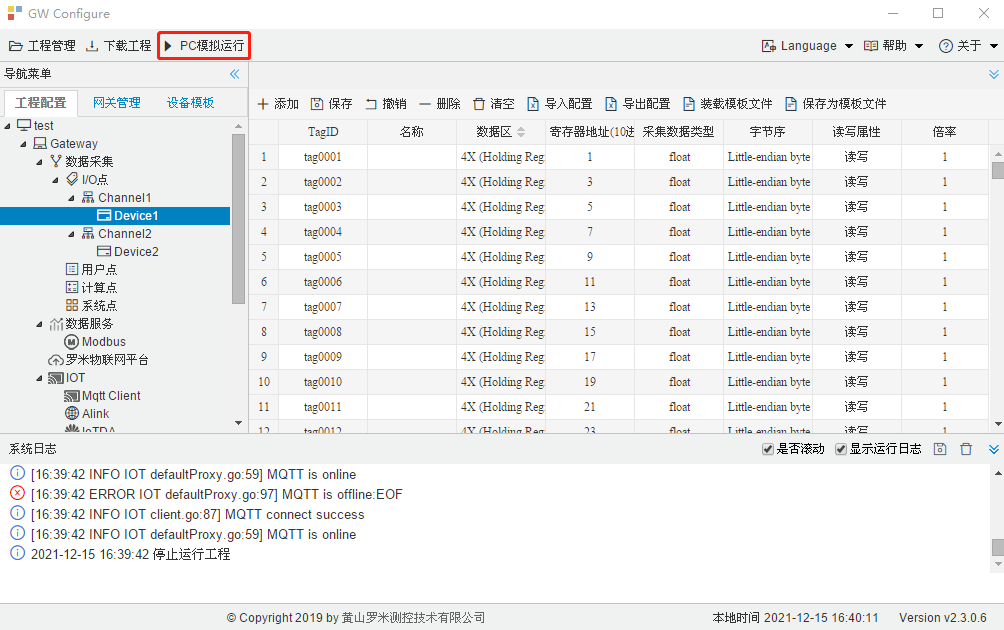 GW Configure
工程管理 下载工程 PC模拟运行 Language 帮助 关于
导航菜单
工程配置 网关管理 设备模板
test
Gateway
数据采集
I/O点
Channel1
Device1
Channel2
Device2
用户点
计算点
系统点
数据服务
Modbus
罗米物联网平台
IOT
Mqtt Client
Alink
IoTDA
添加 保存 撤销 删除 清空 导入配置 导出配置 装载模板文件 保存为模板文件
TagID 名称 数据区 寄存器地址(10进 采集数据类型 字节序 读写属性 倍率
1 tag0001 4X (Holding Reg 1 float Little-endian byte 读写 1
2 tag0002 4X (Holding Reg 3 float Little-endian byte 读写 1
3 tag0003 4X (Holding Reg 5 float Little-endian byte 读写 1
4 tag0004 4X (Holding Reg 7 float Little-endian byte 读写 1
5 tag0005 4X (Holding Reg 9 float Little-endian byte 读写 1
6 tag0006 4X (Holding Reg 11 float Little-endian byte 读写 1
7 tag0007 4X (Holding Reg 13 float Little-endian byte 读写 1
8 tag0008 4X (Holding Reg 15 float Little-endian byte 读写 1
9 tag0009 4X (Holding Reg 17 float Little-endian byte 读写 1
10 tag0010 4X (Holding Reg 19 float Little-endian byte 读写 1
11 tag0011 4X (Holding Reg 21 float Little-endian byte 读写 1
12 tag0012 4X (Holding Reg 23 float Little-endian byte 读写 1
系统日志 是否滚动 显示运行日志
[16:39:42 INFO IOT defaultProxy.go:59] MQTT is online
[16:39:42 ERROR IOT defaultProxy.go:97] MQTT is offline:EOF
[16:39:42 INFO IOT client.go:87] MQTT connect success
[16:39:42 INFO IOT defaultProxy.go:59] MQTT is online
2021-12-15 16:39:42 停止运行工程
© Copyright 2019 by 黄山罗米测控技术有限公司 本地时间 2021-12-15 16:40:11 Version v2.3.0.6